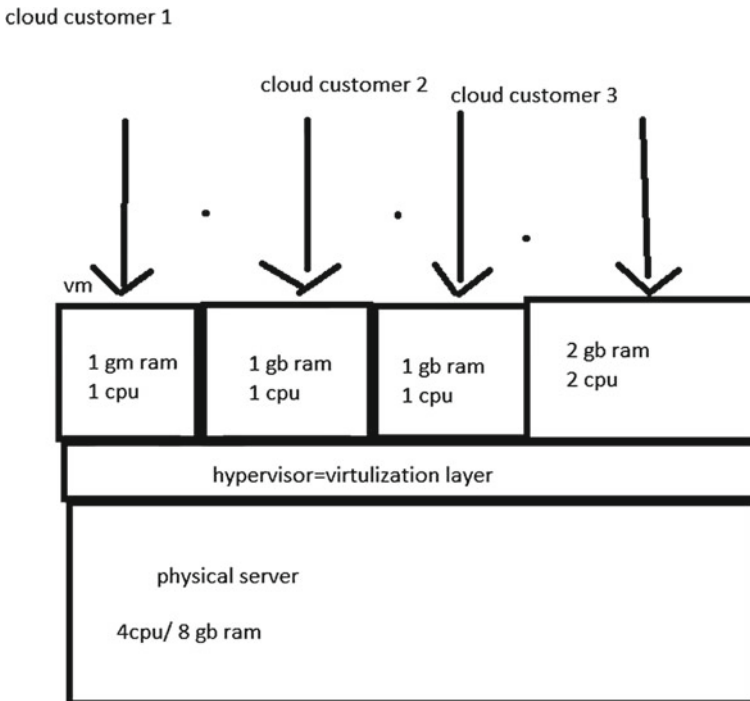 cloud customer 1
cloud customer 2
cloud customer 3
vm
1 gm ram
1 cpu
1 gb ram
1 cpu
1 gb ram
1 cpu
2 gb ram
2 cpu
hypervisor=virtulization layer
physical server
4cpu/ 8 gb ram